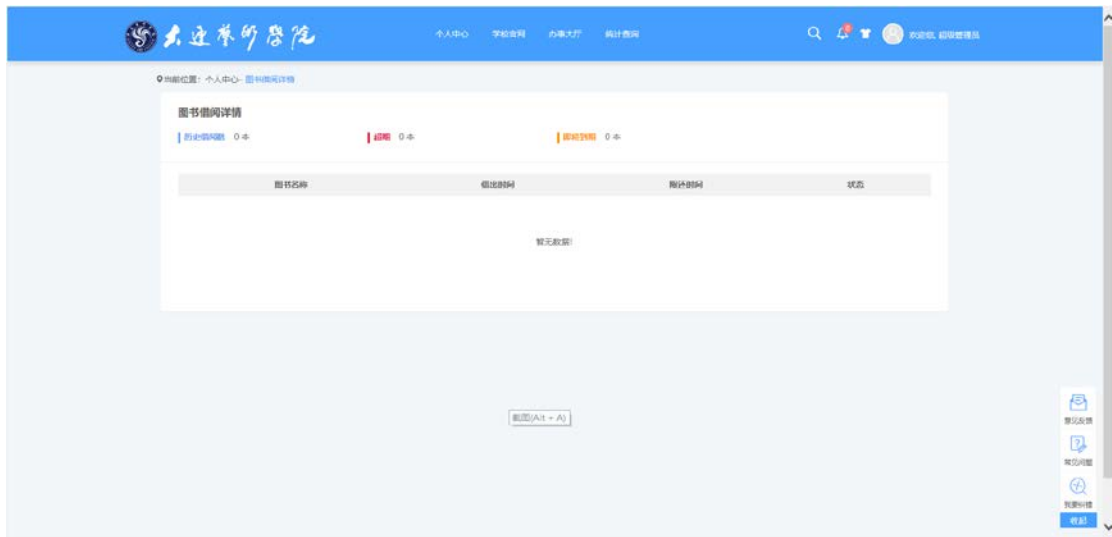 大连艺术学院
个人中心 学校官网 办事大厅 统计查询
欢迎您, 超级管理员
当前位置：个人中心- 图书借阅详情
图书借阅详情
历史借阅数 0 本 超期 0 本 即将到期 0 本
图书名称 借出时间 限还时间 状态
暂无数据!
截图(Alt + A)
意见反馈
常见问题
我要纠错
收起